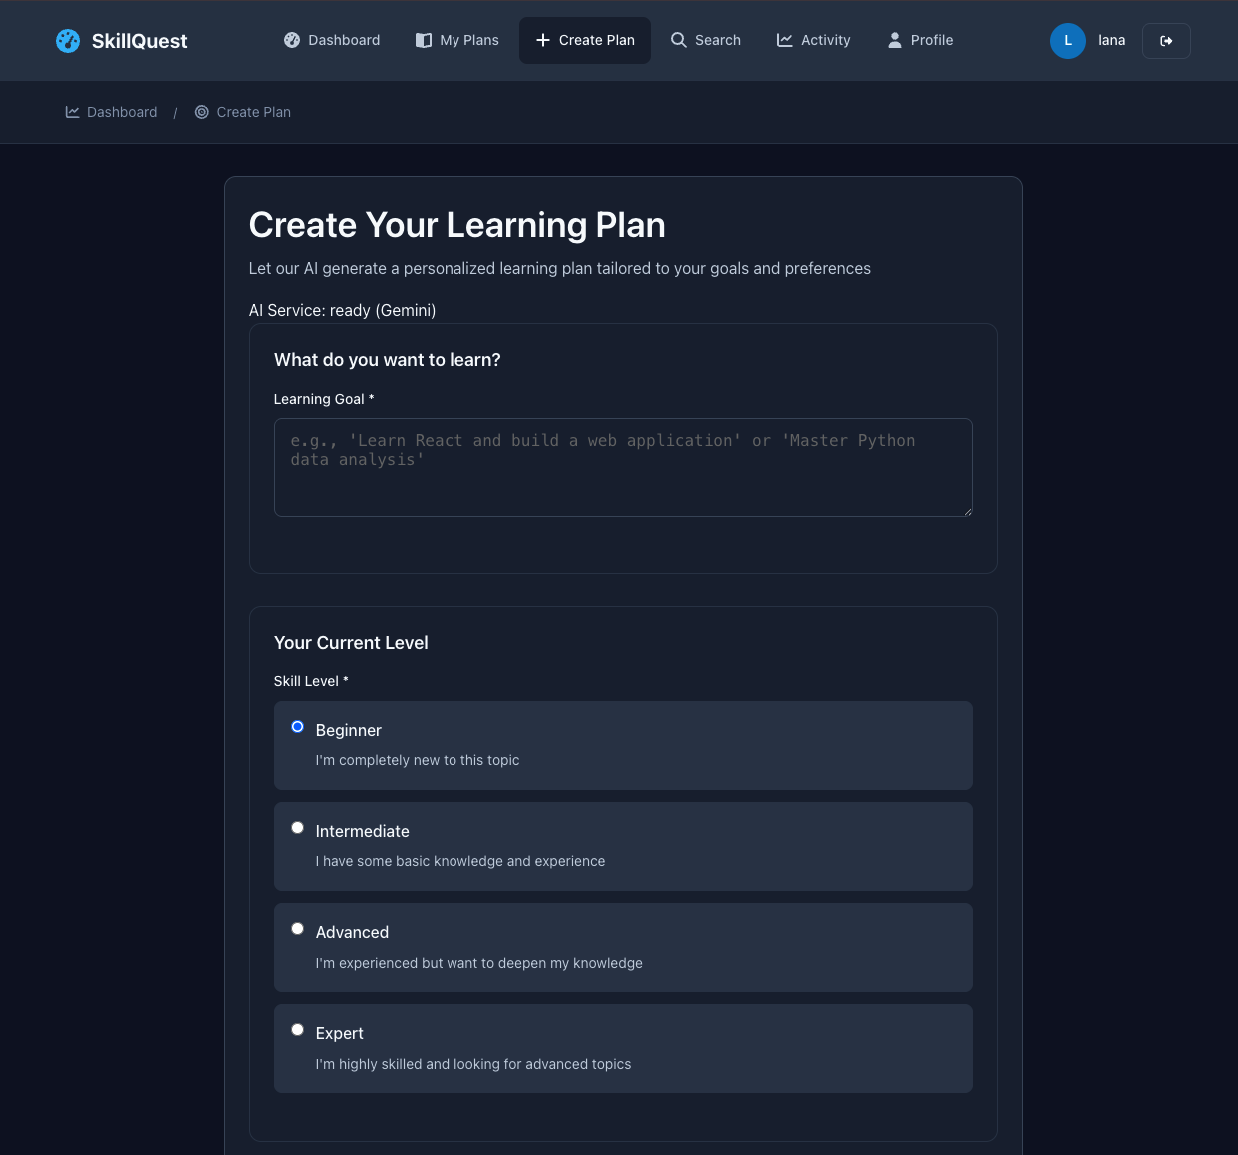 SkillQuest
Dashboard
My Plans
Create Plan
Search
Activity
Profile
L
lana
Dashboard / Create Plan
Create Your Learning Plan
Let our AI generate a personalized learning plan tailored to your goals and preferences
AI Service: ready (Gemini)
What do you want to learn?
Learning Goal *
e.g., 'Learn React and build a web application' or 'Master Python
data analysis'
Your Current Level
Skill Level *
Beginner
I'm completely new to this topic
Intermediate
I have some basic knowledge and experience
Advanced
I'm experienced but want to deepen my knowledge
Expert
I'm highly skilled and looking for advanced topics